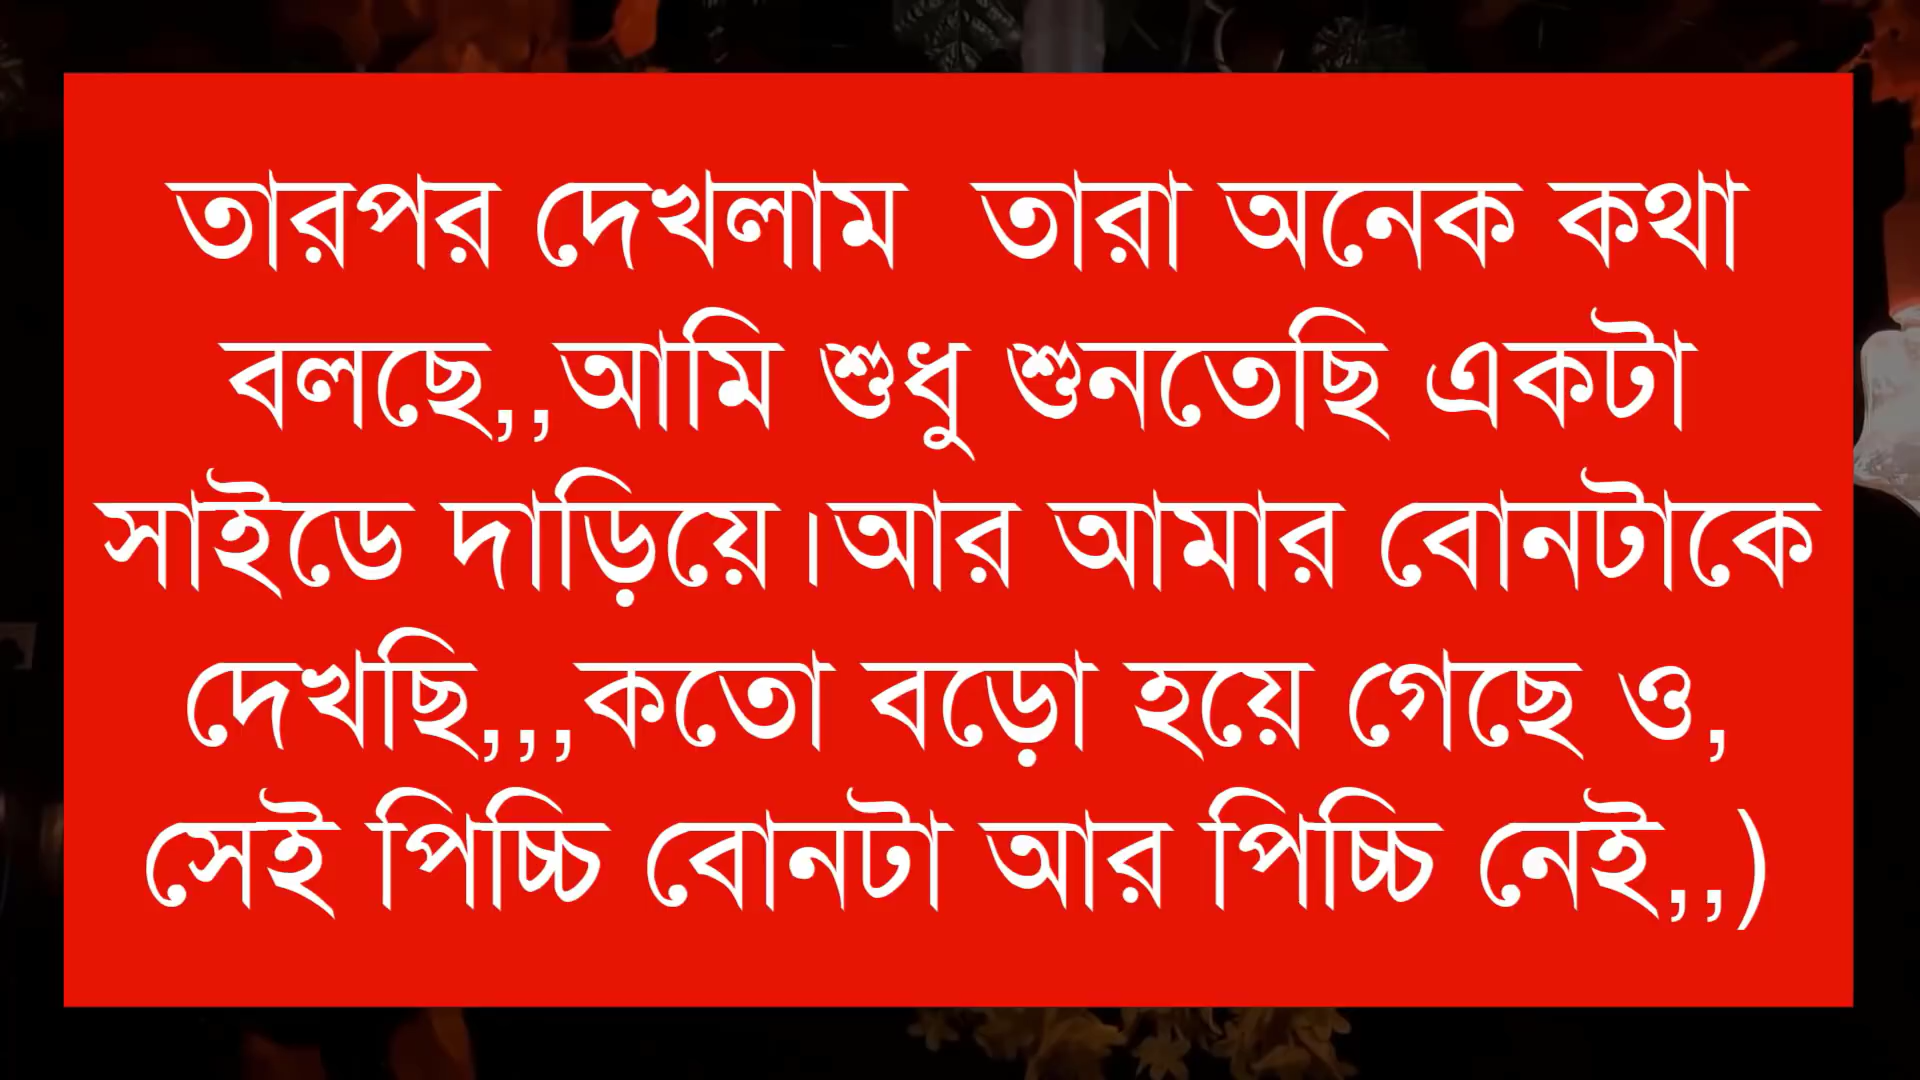 তারপর দেখলাম  তারা অনেক কথা
বলছে,,আমি শুধু শুনতেছি একটা
সাইডে দাড়িয়ে।আর আমার বোনটাকে
দেখছি,,,কতো বড়ো হয়ে গেছে ও,
সেই পিচ্চি বোনটা আর পিচ্চি নেই,,)